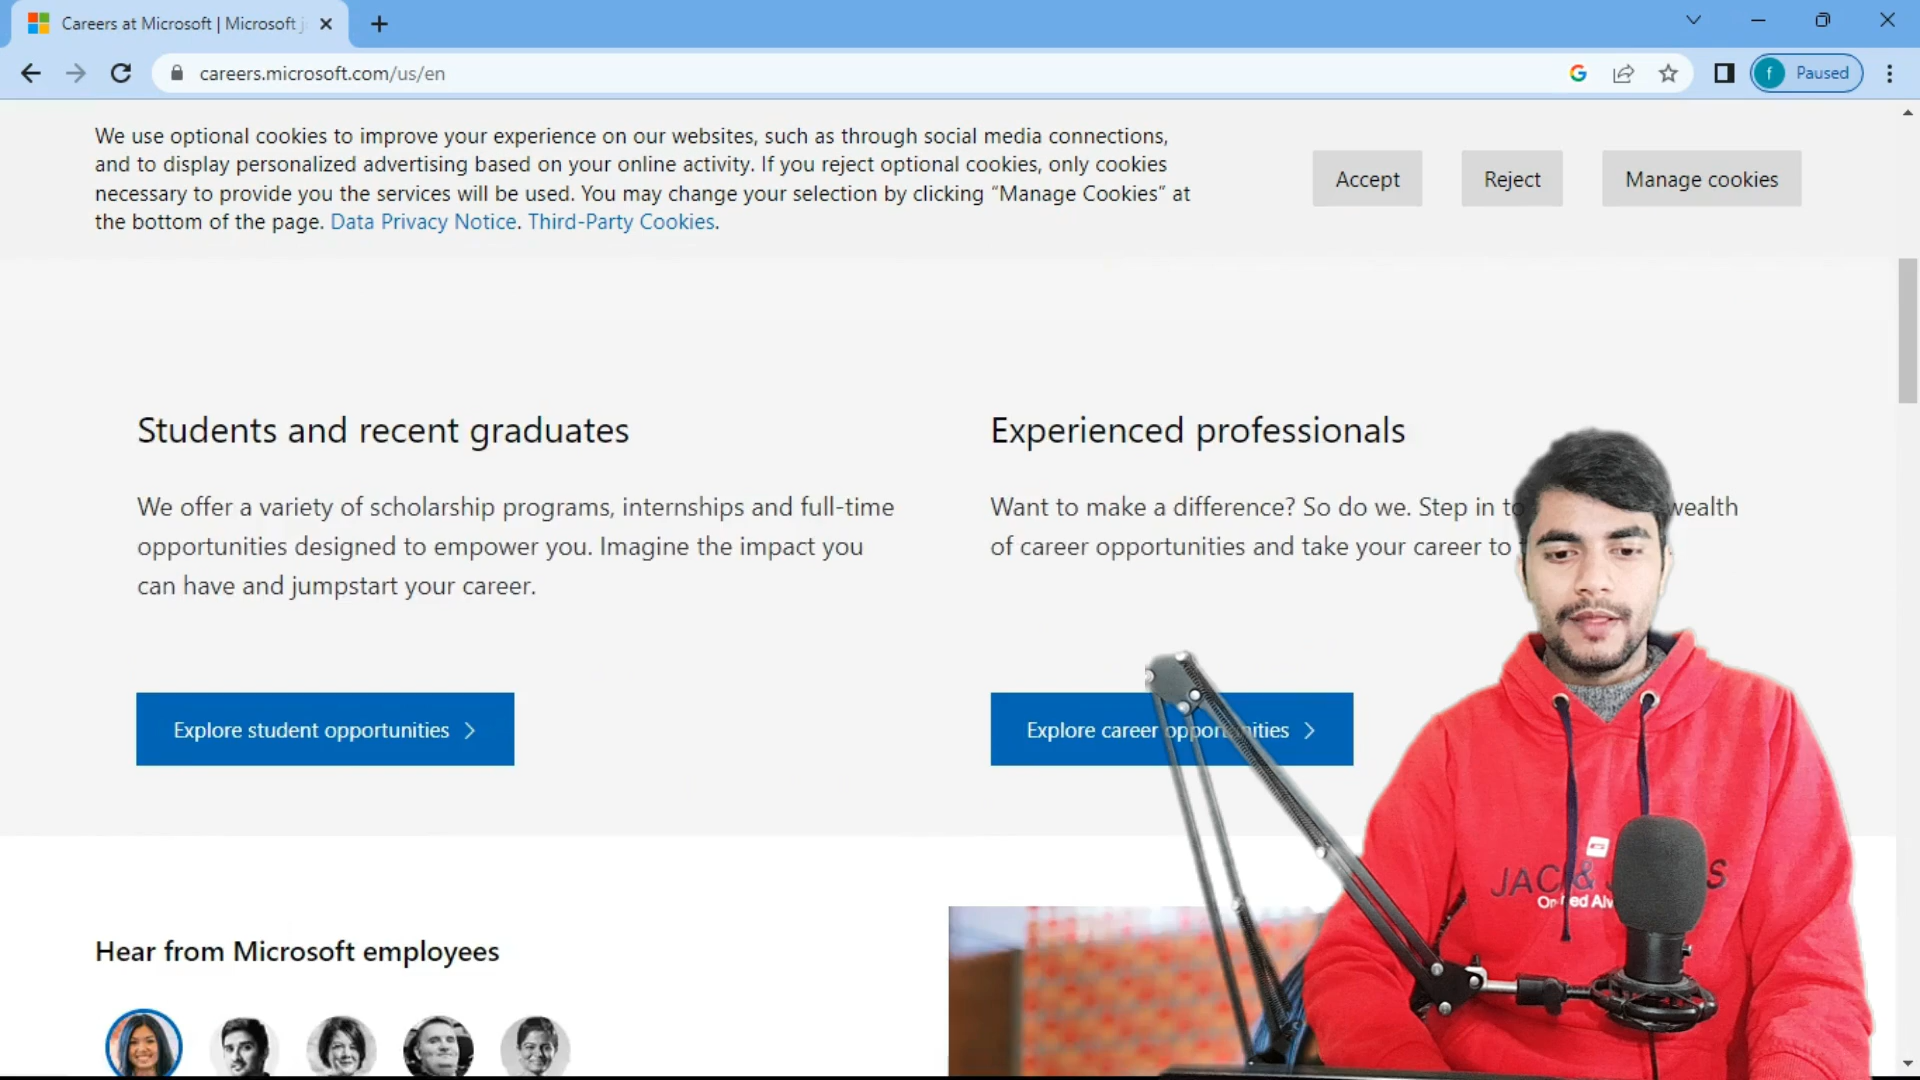 Careers at Microsoft | Microsoft j
careers.microsoft.com/us/en
f Paused
We use optional cookies to improve your experience on our websites, such as through social media connections,
and to display personalized advertising based on your online activity. If you reject optional cookies, only cookies
necessary to provide you the services will be used. You may change your selection by clicking “Manage Cookies” at
the bottom of the page. Data Privacy Notice. Third-Party Cookies.
Accept
Reject
Manage cookies
Students and recent graduates
We offer a variety of scholarship programs, internships and full-time
opportunities designed to empower you. Imagine the impact you
can have and jumpstart your career.
Explore student opportunities
Experienced professionals
Want to make a difference? So do we. Step in to wealth
of career opportunities and take your career to
Explore career opportunities
Hear from Microsoft employees
JAC & S